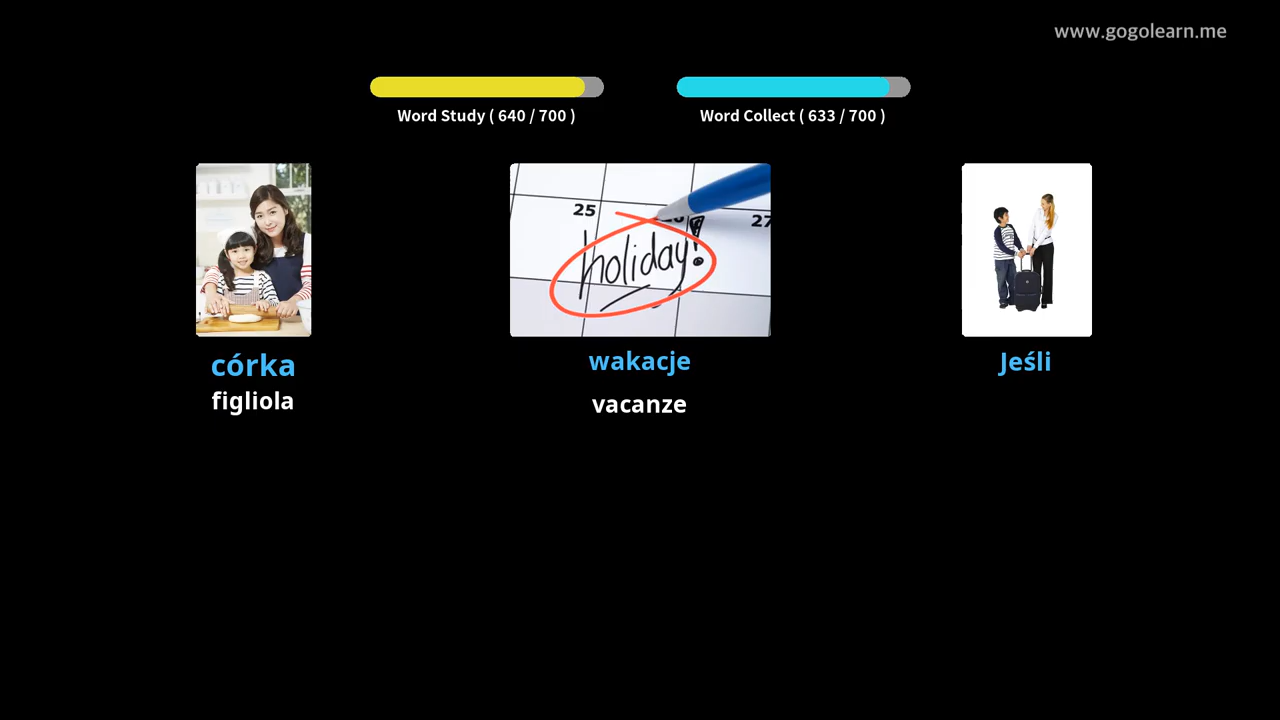 www.gogolearn.me
Word Study ( 640 / 700 )
Word Collect ( 633 / 700 )
25
27
holiday!
córka
figliola
wakacje
vacanze
Jeśli